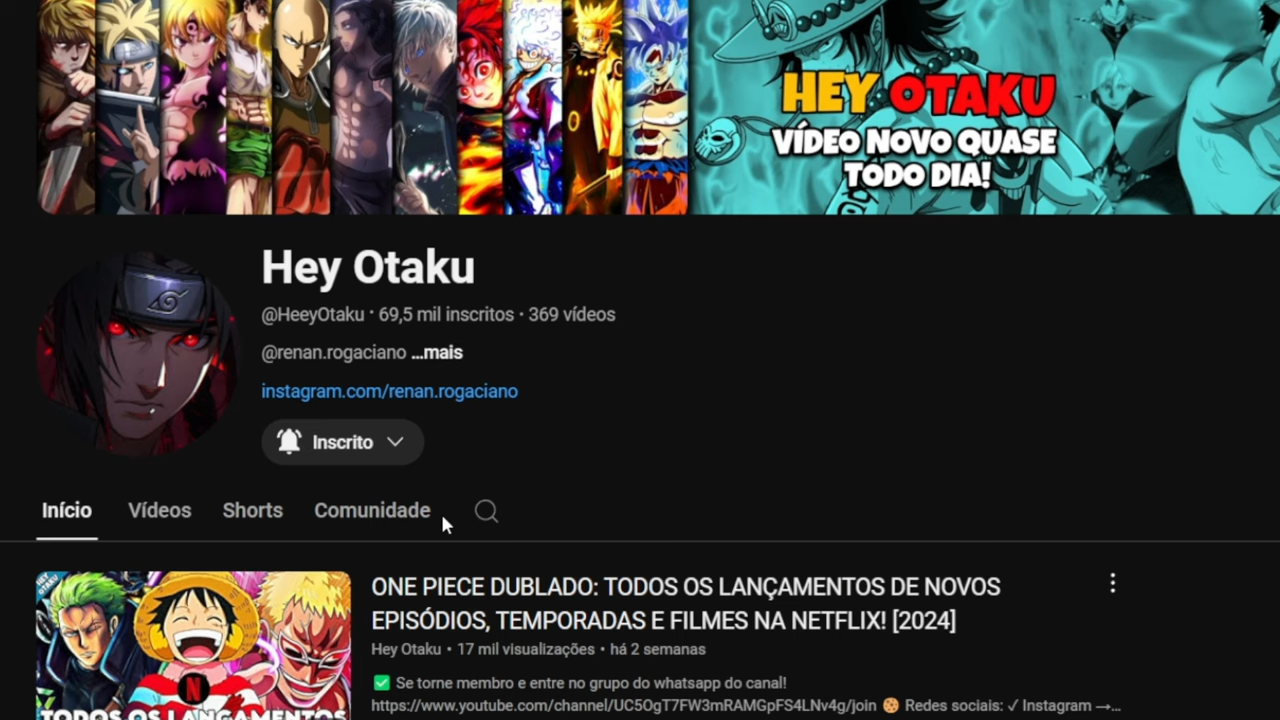 HEY OTAKU
VÍDEO NOVO QUASE
TODO DIA!
Hey Otaku
@HeeyOtaku · 69,5 mil inscritos · 369 vídeos
@renan.rogaciano ...mais
instagram.com/renan.rogaciano
Inscrito
Início Vídeos Shorts Comunidade
ONE PIECE DUBLADO: TODOS OS LANÇAMENTOS DE NOVOS
EPISÓDIOS, TEMPORADAS E FILMES NA NETFLIX! [2024]
Hey Otaku · 17 mil visualizações · há 2 semanas
✅ Se torne membro e entre no grupo do whatsapp do canal!
https://www.youtube.com/channel/UC5OgT7FW3mRAMGpFS4LNv4g/join 🍪 Redes sociais: ✓ Instagram →...
HEY OTAKU
N
TODOS OS LANÇAMENTOS